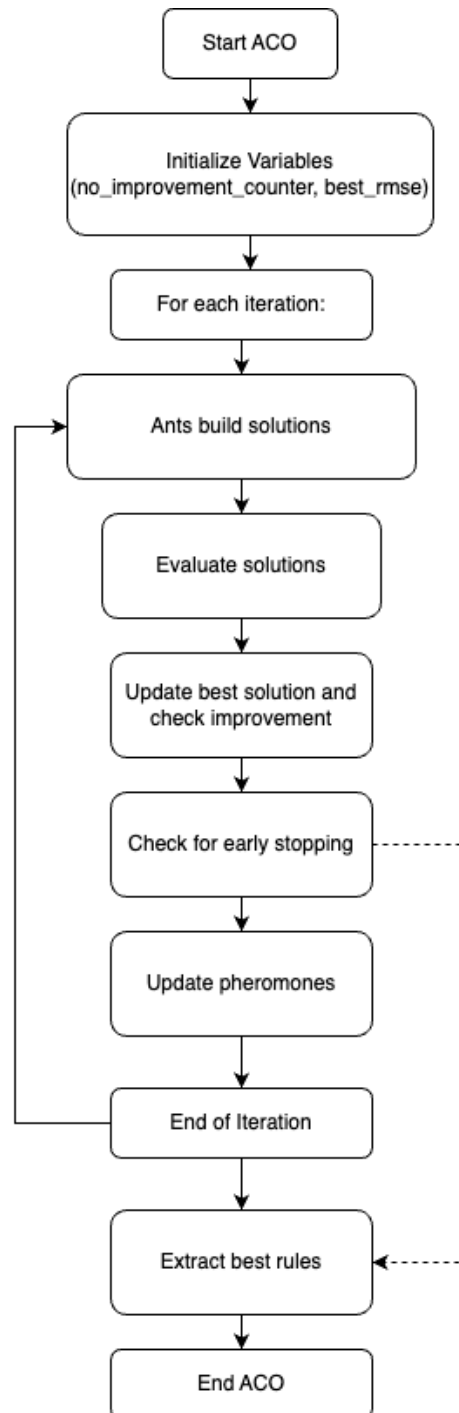 Start ACO
Initialize Variables
(no_improvement_counter, best_rmse)
For each iteration:
Ants build solutions
Evaluate solutions
Update best solution and
check improvement
Check for early stopping
Update pheromones
End of Iteration
Extract best rules
End ACO